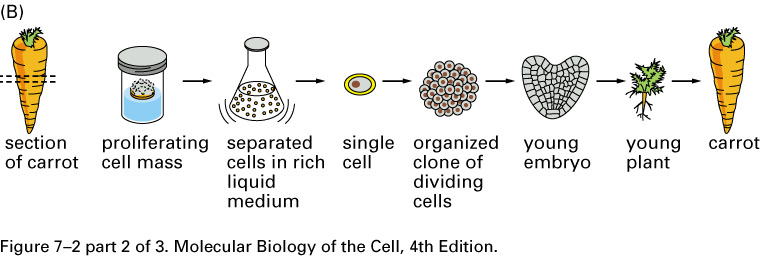 (B)
section
of carrot
proliferating
cell mass
separated
cells in rich
liquid
medium
single
cell
organized
clone of
dividing
cells
young
embryo
young
plant
carrot
Figure 7–2 part 2 of 3. Molecular Biology of the Cell, 4th Edition.